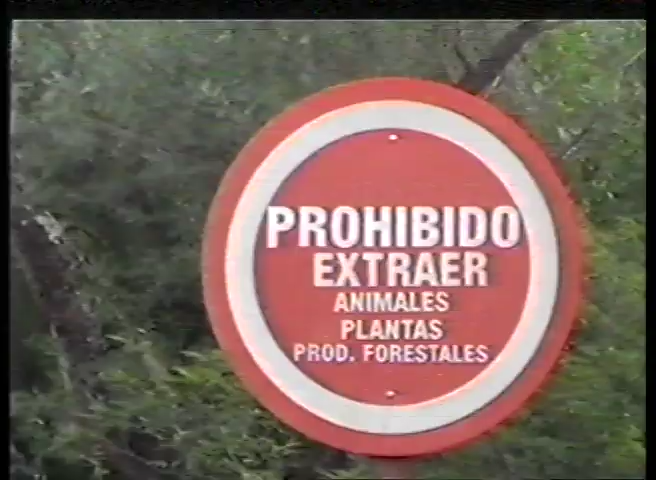 PROHIBIDO
EXTRAER
ANIMALES
PLANTAS
PROD. FORESTALES